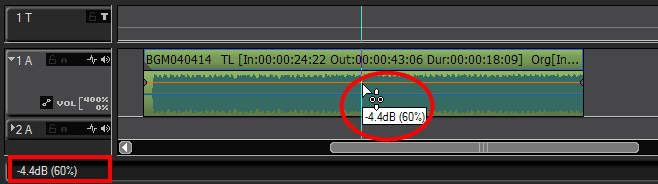 1 T T
1 A BGM040414 TL [In:00:00:24:22 Out:00:00:43:06 Dur:00:00:18:09] Org[In...
VOL 400%
0%
-4.4dB (60%)
2 A
-4.4dB (60%)